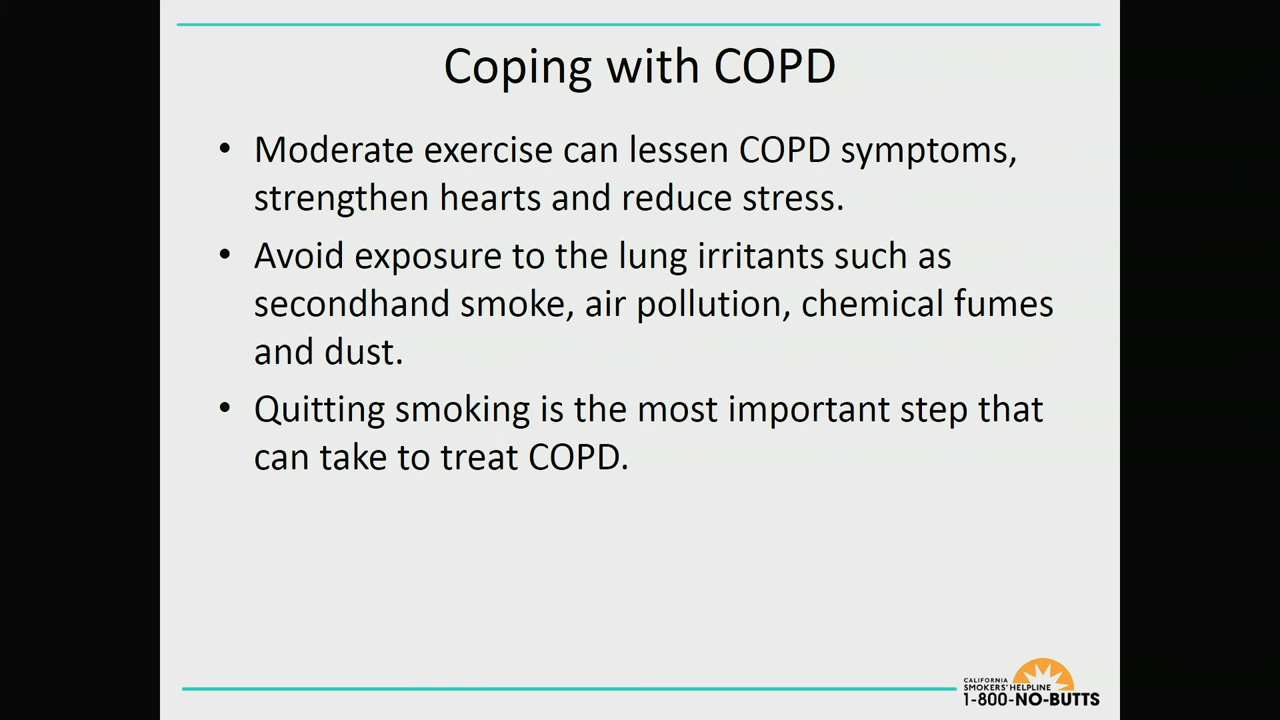 Coping with COPD
• Moderate exercise can lessen COPD symptoms,
strengthen hearts and reduce stress.
• Avoid exposure to the lung irritants such as
secondhand smoke, air pollution, chemical fumes
and dust.
• Quitting smoking is the most important step that
can take to treat COPD.
CALIFORNIA
SMOKERS' HELPLINE
1-800-NO-BUTTS